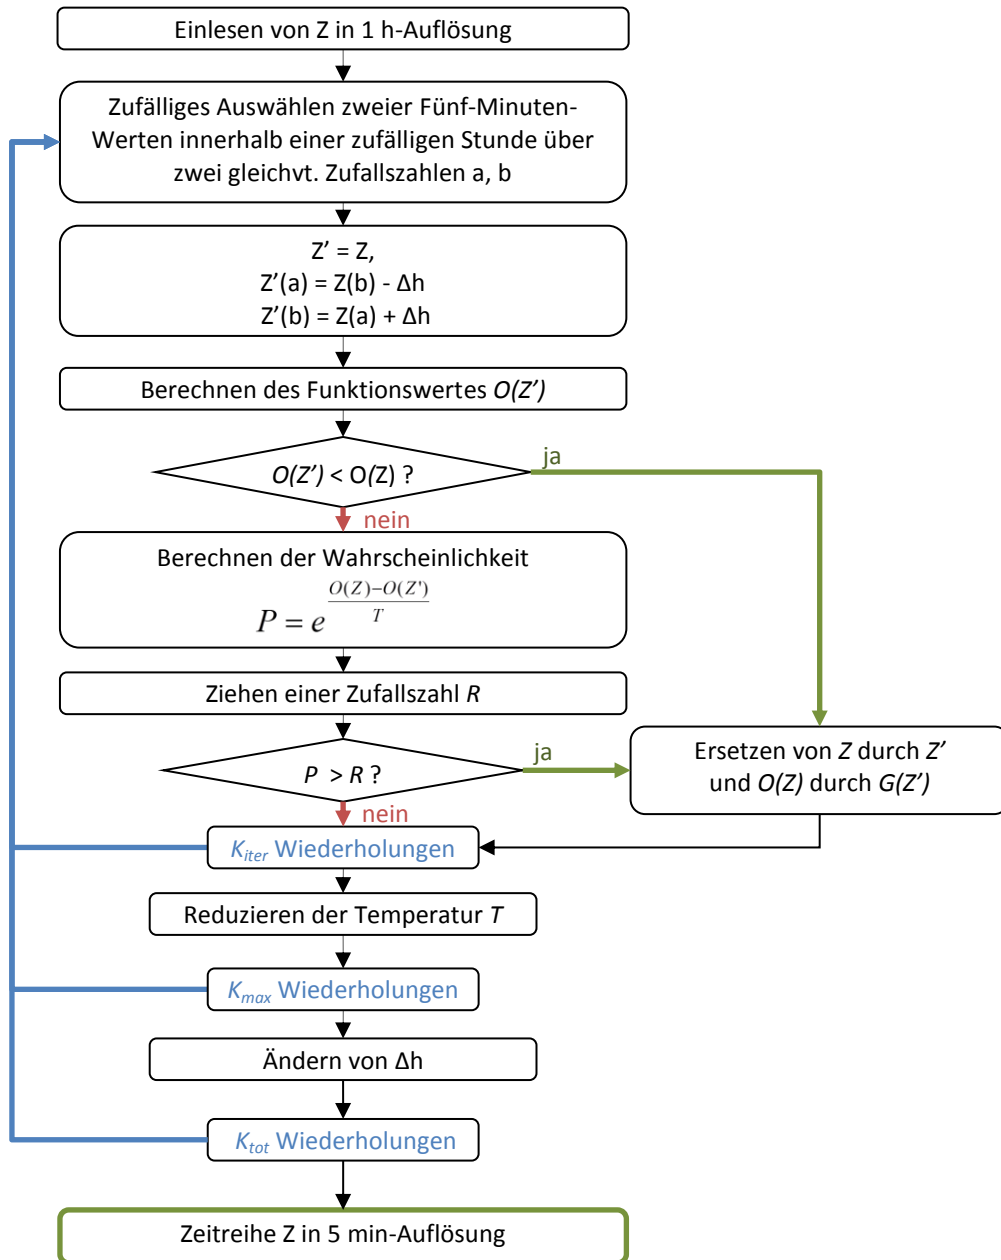 Einlesen von Z in 1 h-Auflösung
Zufälliges Auswählen zweier Fünf-Minuten-
Werten innerhalb einer zufälligen Stunde über
zwei gleichvt. Zufallszahlen a, b
Z’ = Z,
Z’(a) = Z(b) - Δh
Z’(b) = Z(a) + Δh
Berechnen des Funktionswertes O(Z’)
O(Z’) < O(Z) ?
ja
nein
Berechnen der Wahrscheinlichkeit
P = e^((O(Z)−O(Z'))/T)
Ziehen einer Zufallszahl R
P > R ?
ja
Ersetzen von Z durch Z’
und O(Z) durch G(Z’)
nein
K_iter Wiederholungen
Reduzieren der Temperatur T
K_max Wiederholungen
Ändern von Δh
K_tot Wiederholungen
Zeitreihe Z in 5 min-Auflösung